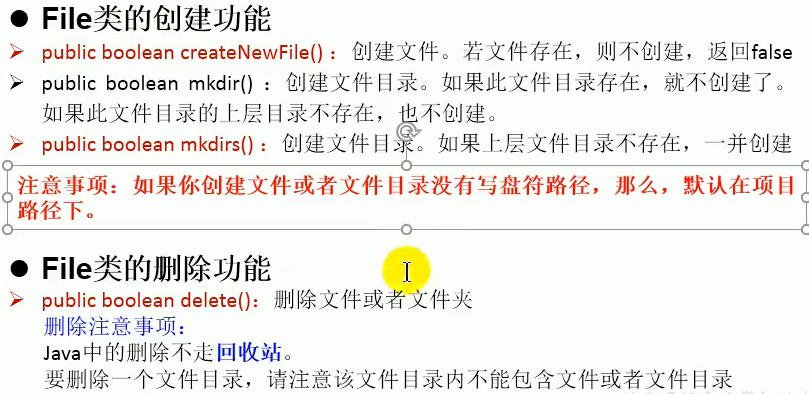 ● File类的创建功能
➢ public boolean createNewFile() ：创建文件。若文件存在，则不创建，返回false
➢ public boolean mkdir() ：创建文件目录。如果此文件目录存在，就不创建了。
如果此文件目录的上层目录不存在，也不创建。
➢ public boolean mkdirs() ：创建文件目录。如果上层文件目录不存在，一并创建
注意事项：如果你创建文件或者文件目录没有写盘符路径，那么，默认在项目
路径下。
● File类的删除功能
➢ public boolean delete()：删除文件或者文件夹
删除注意事项：
Java中的删除不走回收站。
要删除一个文件目录，请注意该文件目录内不能包含文件或者文件目录